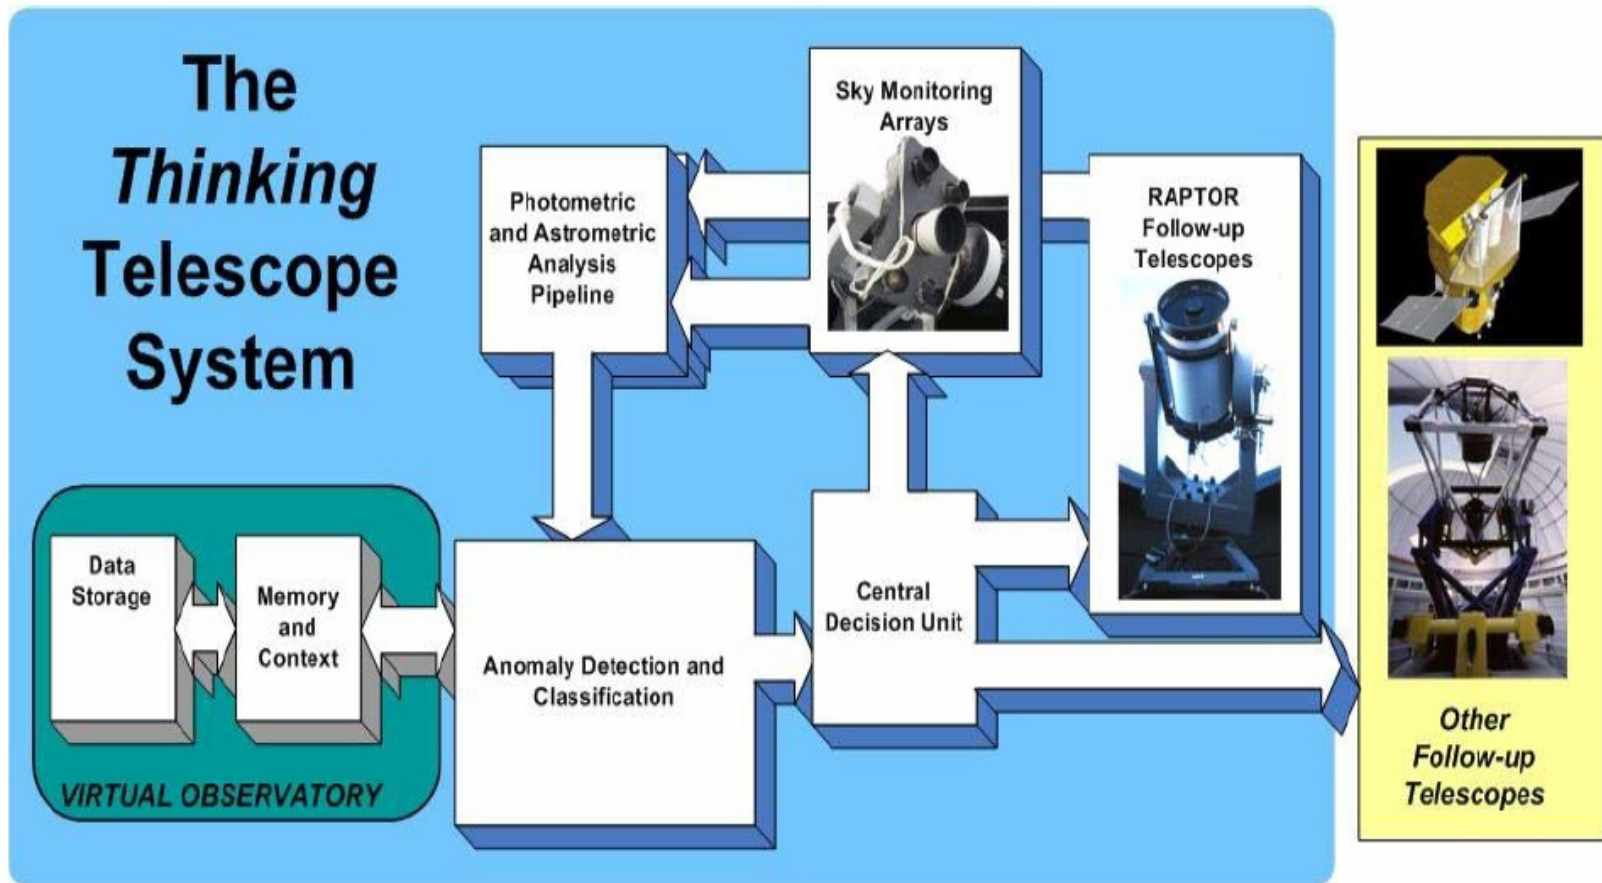 The
Thinking
Telescope
System
Sky Monitoring
Arrays
Photometric
and Astrometric
Analysis
Pipeline
RAPTOR
Follow-up
Telescopes
Data
Storage
Memory
and
Context
VIRTUAL OBSERVATORY
Anomaly Detection and
Classification
Central
Decision Unit
Other
Follow-up
Telescopes